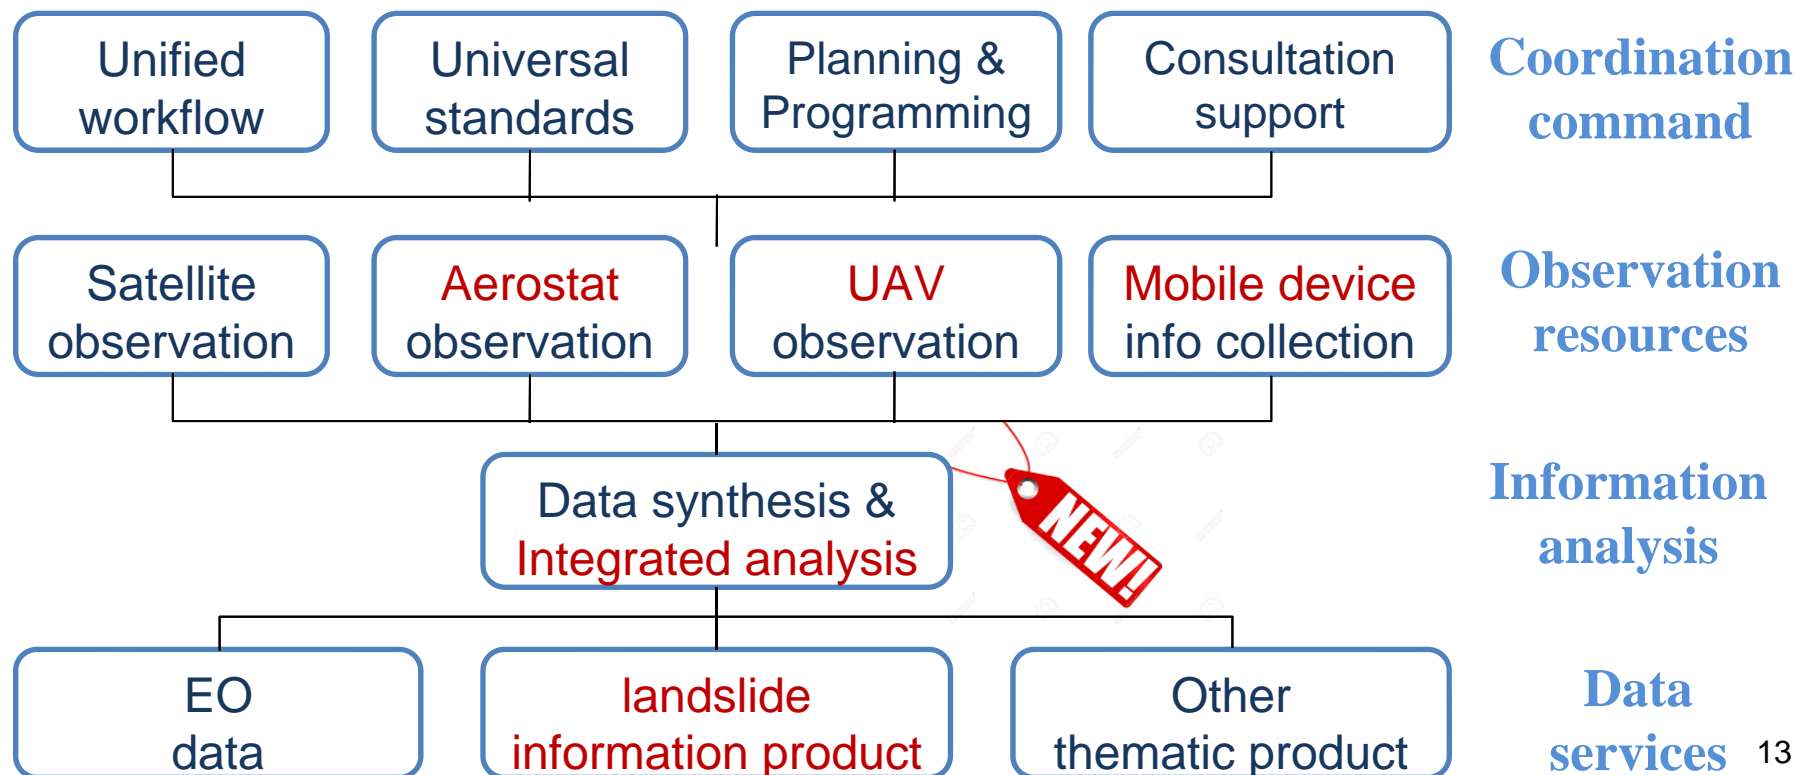 Unified
workflow
Universal
standards
Planning &
Programming
Consultation
support
Coordination
command
Satellite
observation
Aerostat
observation
UAV
observation
Mobile device
info collection
Observation
resources
Data synthesis &
Integrated analysis
NEW!
Information
analysis
EO
data
landslide
information product
Other
thematic product
Data
services
13